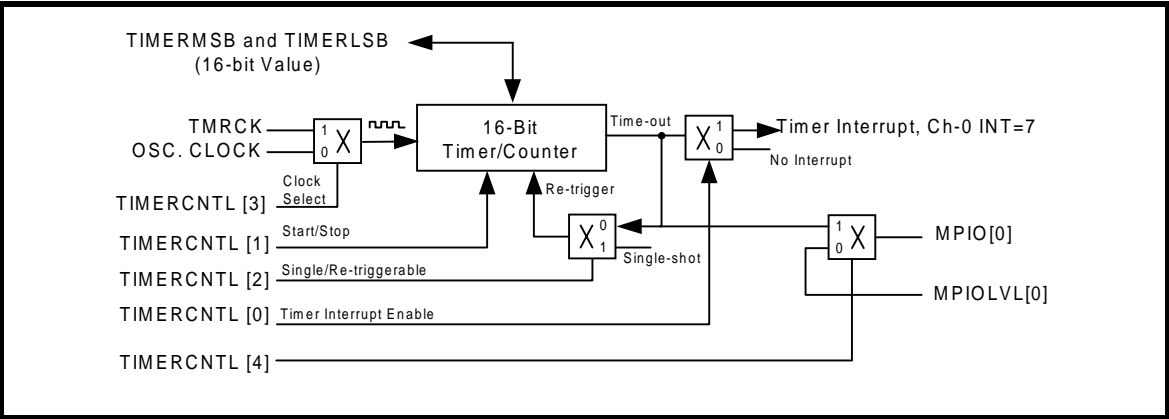 TIMERMSB and TIMERLSB
(16-bit Value)
TMRCK
OSC. CLOCK
1
0
X
16-Bit
Timer/Counter
Time-out
X
1
0
Timer Interrupt, Ch-0 INT=7
No Interrupt
Clock
Select
TIMERCNTL [3]
Re-trigger
TIMERCNTL [1]
Start/Stop
X
0
1
Single-shot
1
0
X
MPIO[0]
TIMERCNTL [2]
Single/Re-triggerable
MPIOLVL[0]
TIMERCNTL [0]
Timer Interrupt Enable
TIMERCNTL [4]